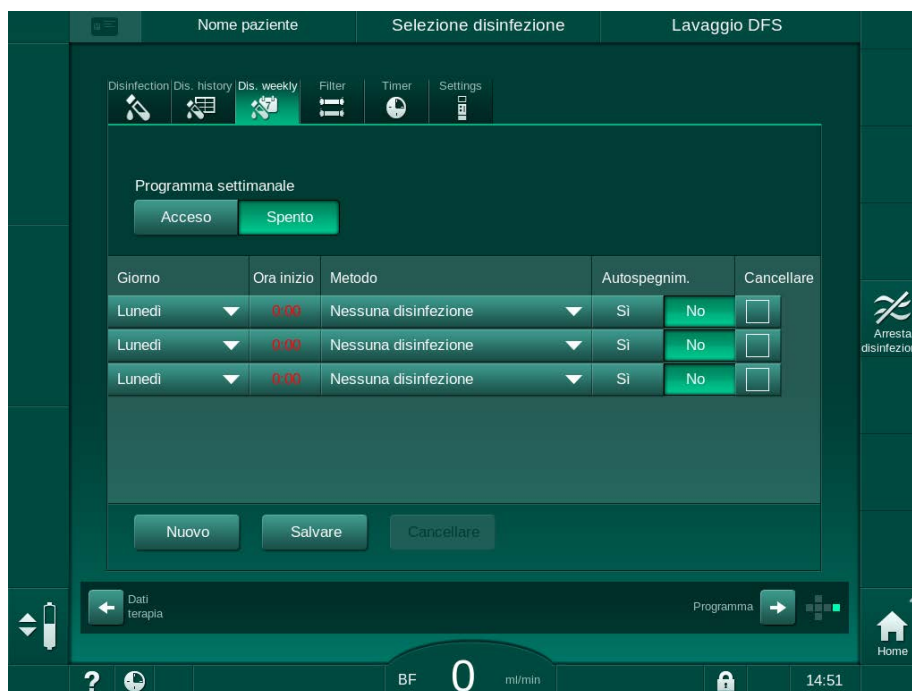 Nome paziente
Selezione disinfezione
Lavaggio DFS
Disinfection Dis. history Dis. weekly Filter Timer Settings
7
Programma settimanale
Acceso Spento
Giorno Ora inizio Metodo Autospegnim. Cancellare
Lunedì 0:00 Nessuna disinfezione Sì No
Lunedì 0:00 Nessuna disinfezione Sì No
Lunedì 0:00 Nessuna disinfezione Sì No
Arresta
disinfezion
Nuovo Salvare Cancellare
Dati
terapia
Programma
Home
? BF 0 ml/min 14:51